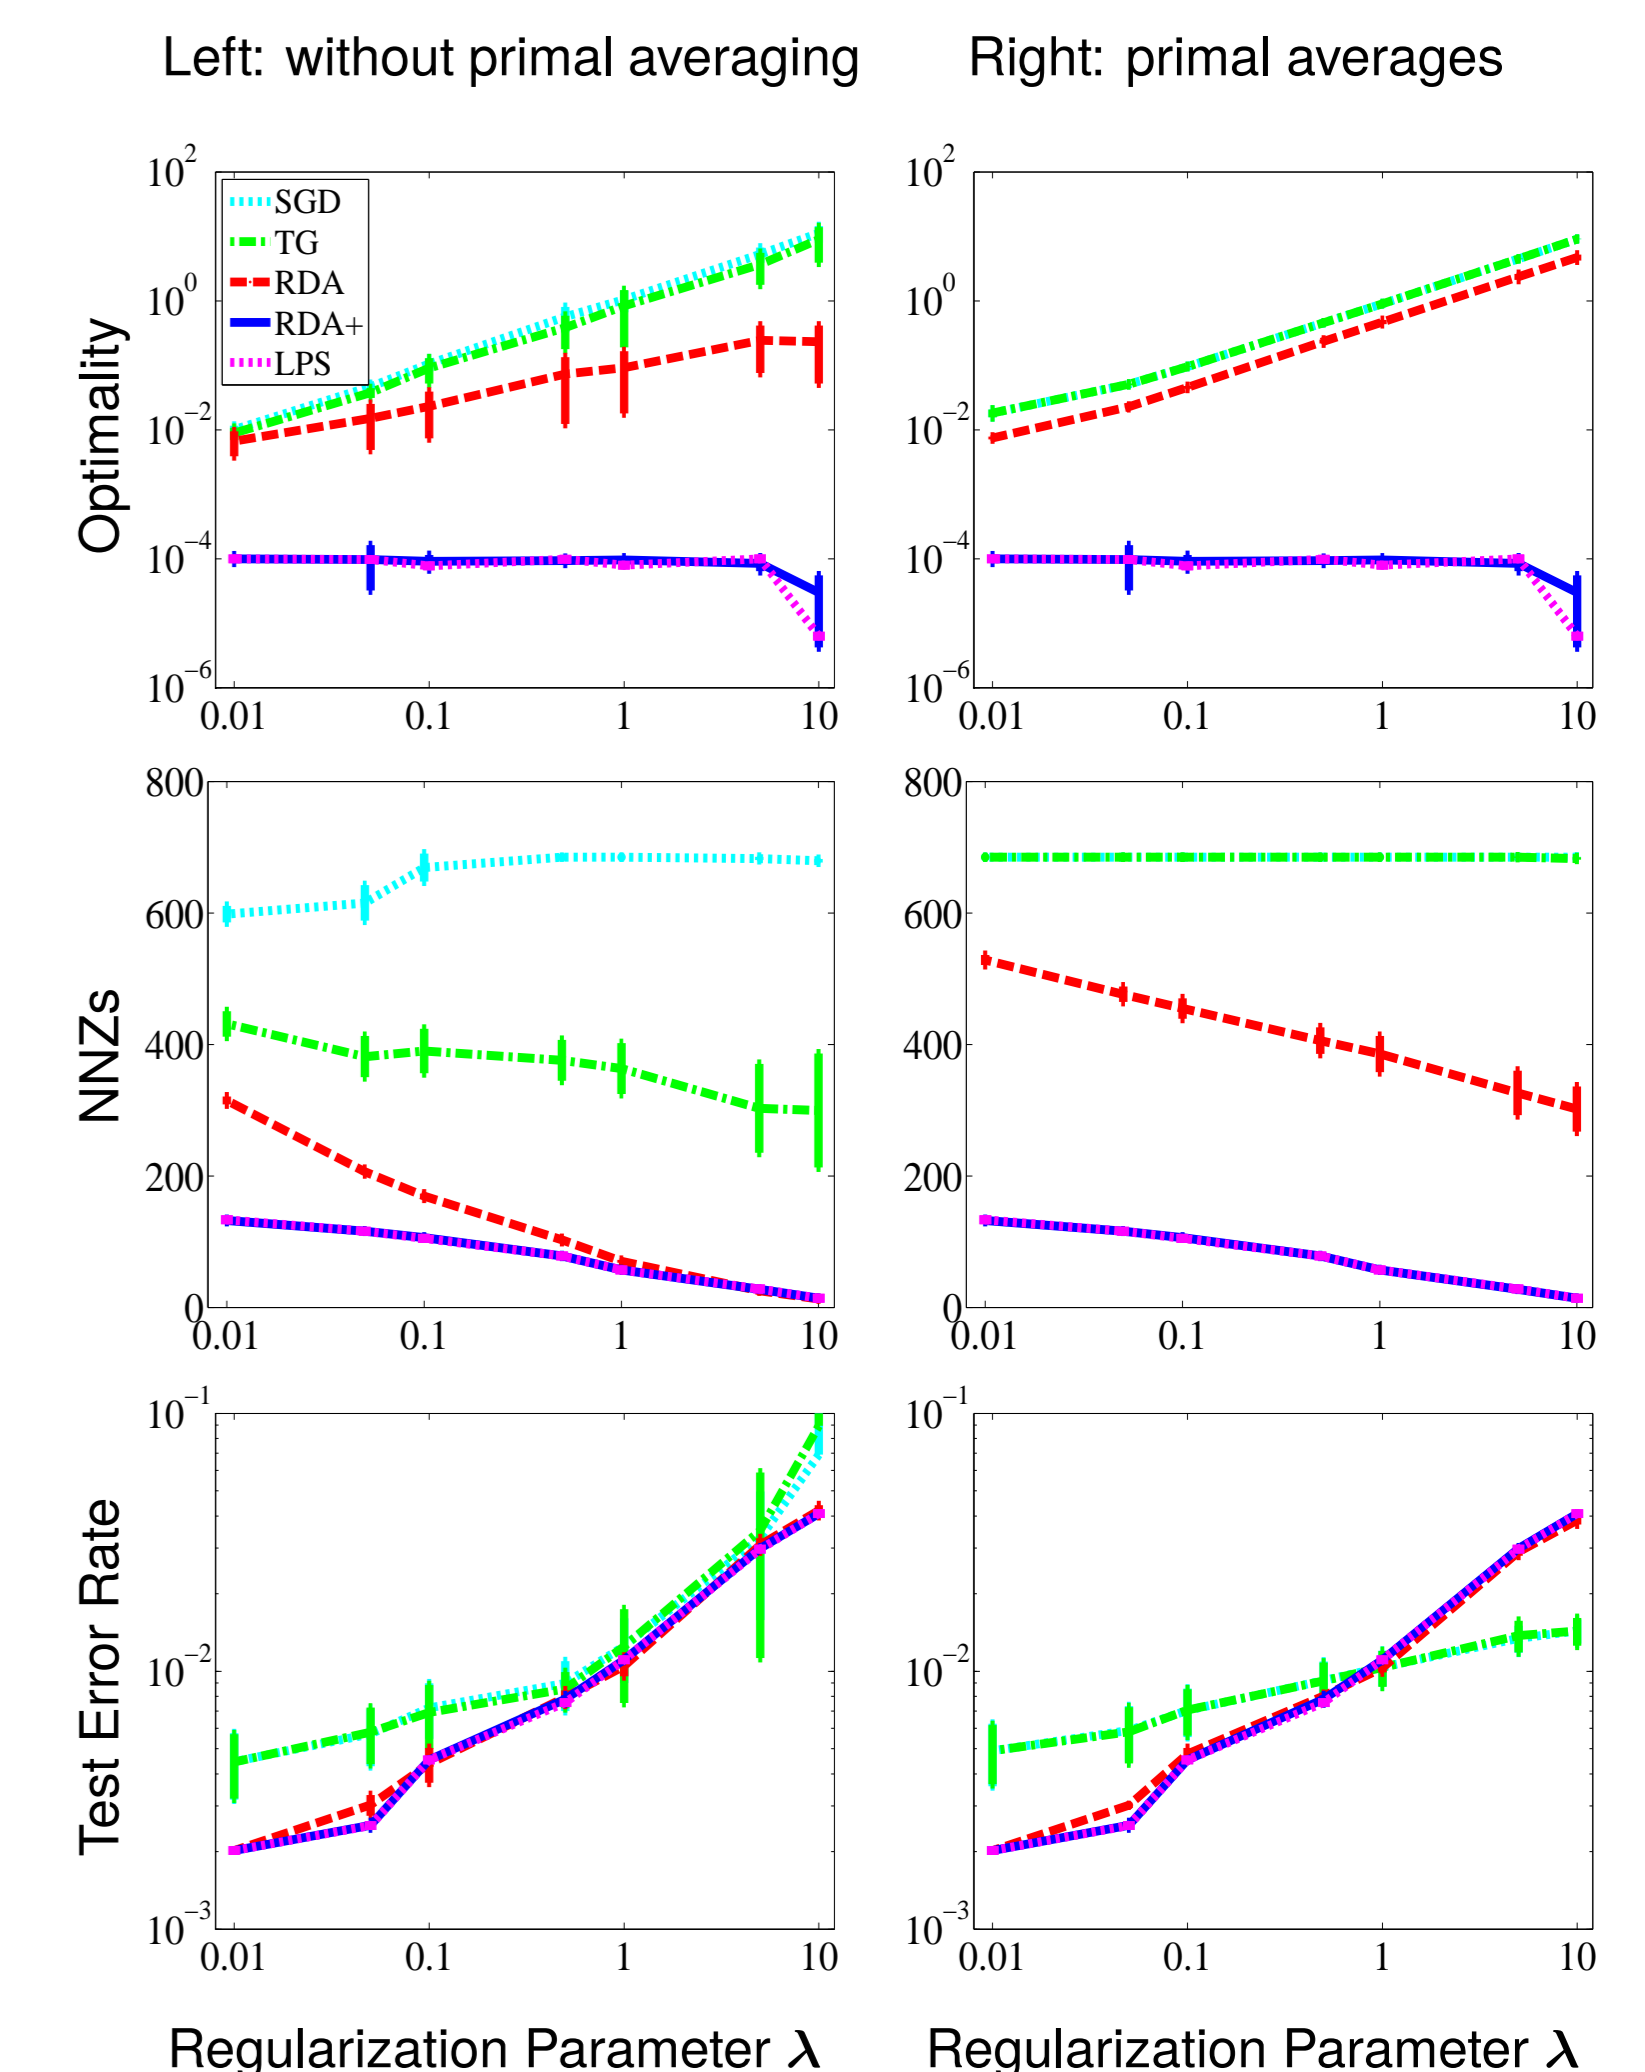 Left: without primal averaging
Right: primal averages
Optimality
10^2
10^0
10^−2
10^−4
10^−6
SGD
TG
RDA
RDA+
LPS
0.01 0.1 1 10
10^2
10^0
10^−2
10^−4
10^−6
0.01 0.1 1 10
NNZs
800
600
400
200
0
0.01 0.1 1 10
800
600
400
200
0
0.01 0.1 1 10
Test Error Rate
10^−1
10^−2
10^−3
0.01 0.1 1 10
10^−1
10^−2
10^−3
0.01 0.1 1 10
Regularization Parameter λ
Regularization Parameter λ